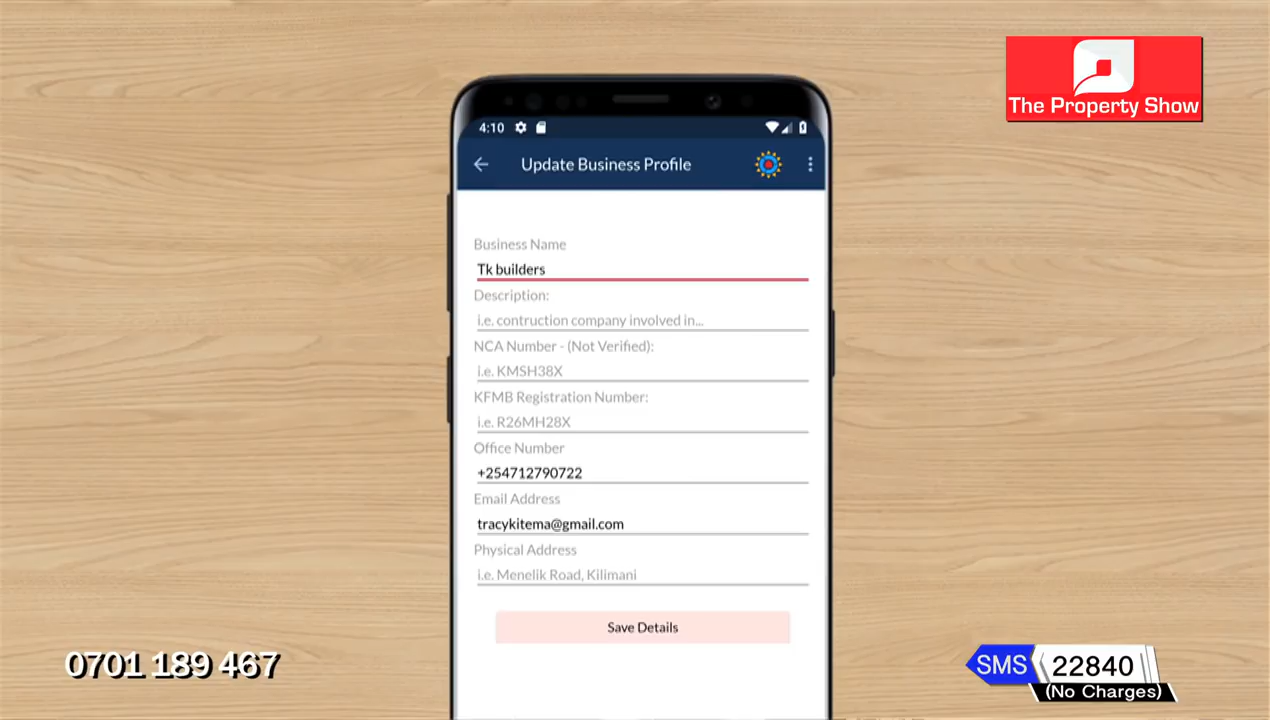 The Property Show
4:10
Update Business Profile
Business Name
Tk builders
Description:
i.e. contruction company involved in...
NCA Number - (Not Verified):
i.e. KMSH38X
KFMB Registration Number:
i.e. R26MH28X
Office Number
+254712790722
Email Address
tracykitema@gmail.com
Physical Address
i.e. Menelik Road, Kilimani
Save Details
0701 189 467
SMS 22840
(No Charges)